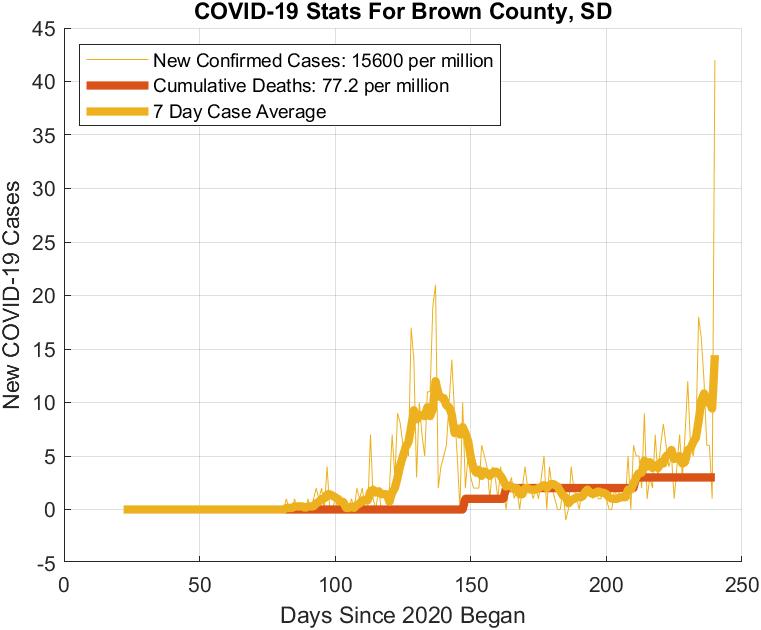 COVID-19 Stats For Brown County, SD
45
40
35
30
25
20
15
10
5
0
-5
New COVID-19 Cases
New Confirmed Cases: 15600 per million
Cumulative Deaths: 77.2 per million
7 Day Case Average
0 50 100 150 200 250
Days Since 2020 Began